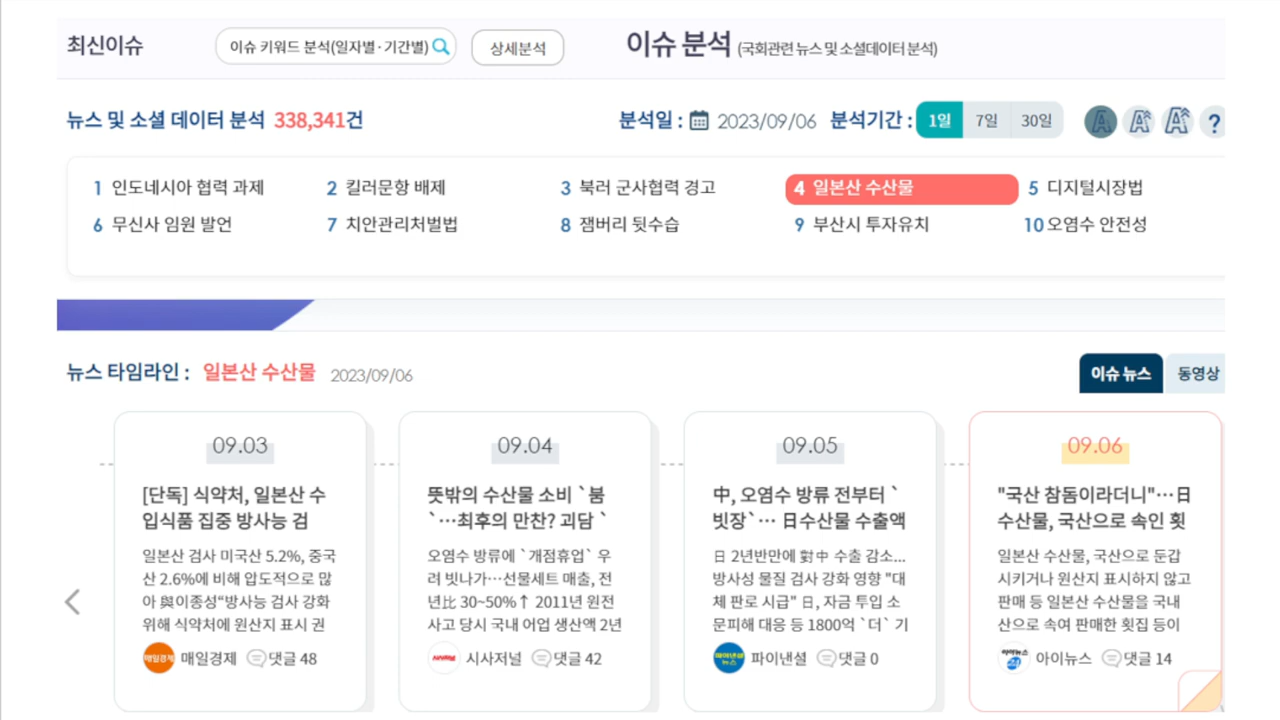 최신이슈
이슈 키워드 분석(일자별·기간별)
상세분석
이슈 분석 (국회관련 뉴스 및 소셜데이터 분석)
뉴스 및 소셜 데이터 분석 338,341건
분석일 : 2023/09/06 분석기간 : 1일 7일 30일
A A A ?
1 인도네시아 협력 과제
2 킬러문항 배제
3 북러 군사협력 경고
4 일본산 수산물
5 디지털시장법
6 무신사 임원 발언
7 치안관리처벌법
8 잼버리 뒷수습
9 부산시 투자유치
10 오염수 안전성
뉴스 타임라인 : 일본산 수산물 2023/09/06
이슈 뉴스
동영상
09.03
[단독] 식약처, 일본산 수
입식품 집중 방사능 검
일본산 검사 미국산 5.2%, 중국
산 2.6%에 비해 압도적으로 많
아 與이종성“방사능 검사 강화
위해 식약처에 원산지 표시 권
매일경제 매일경제 댓글 48
09.04
뜻밖의 수산물 소비 `붐
`…최후의 만찬? 괴담 `
오염수 방류에 `개점휴업` 우
려 빗나가…선물세트 매출, 전
년比 30~50%↑ 2011년 원전
사고 당시 국내 어업 생산액 2년
시사저널 시사저널 댓글 42
09.05
中, 오염수 방류 전부터 `
빗장`… 日수산물 수출액
日 2년반만에 對中 수출 감소...
방사성 물질 검사 강화 영향 "대
체 판로 시급" 日, 자금 투입 소
문피해 대응 등 1800억 `더` 기
파이낸셜
뉴스
파이낸셜 댓글 0
09.06
"국산 참돔이라더니"…日
수산물, 국산으로 속인 횟
일본산 수산물, 국산으로 둔갑
시키거나 원산지 표시하지 않고
판매 등 일본산 수산물을 국내
산으로 속여 판매한 횟집 등이
아이뉴스
24
아이뉴스 댓글 14